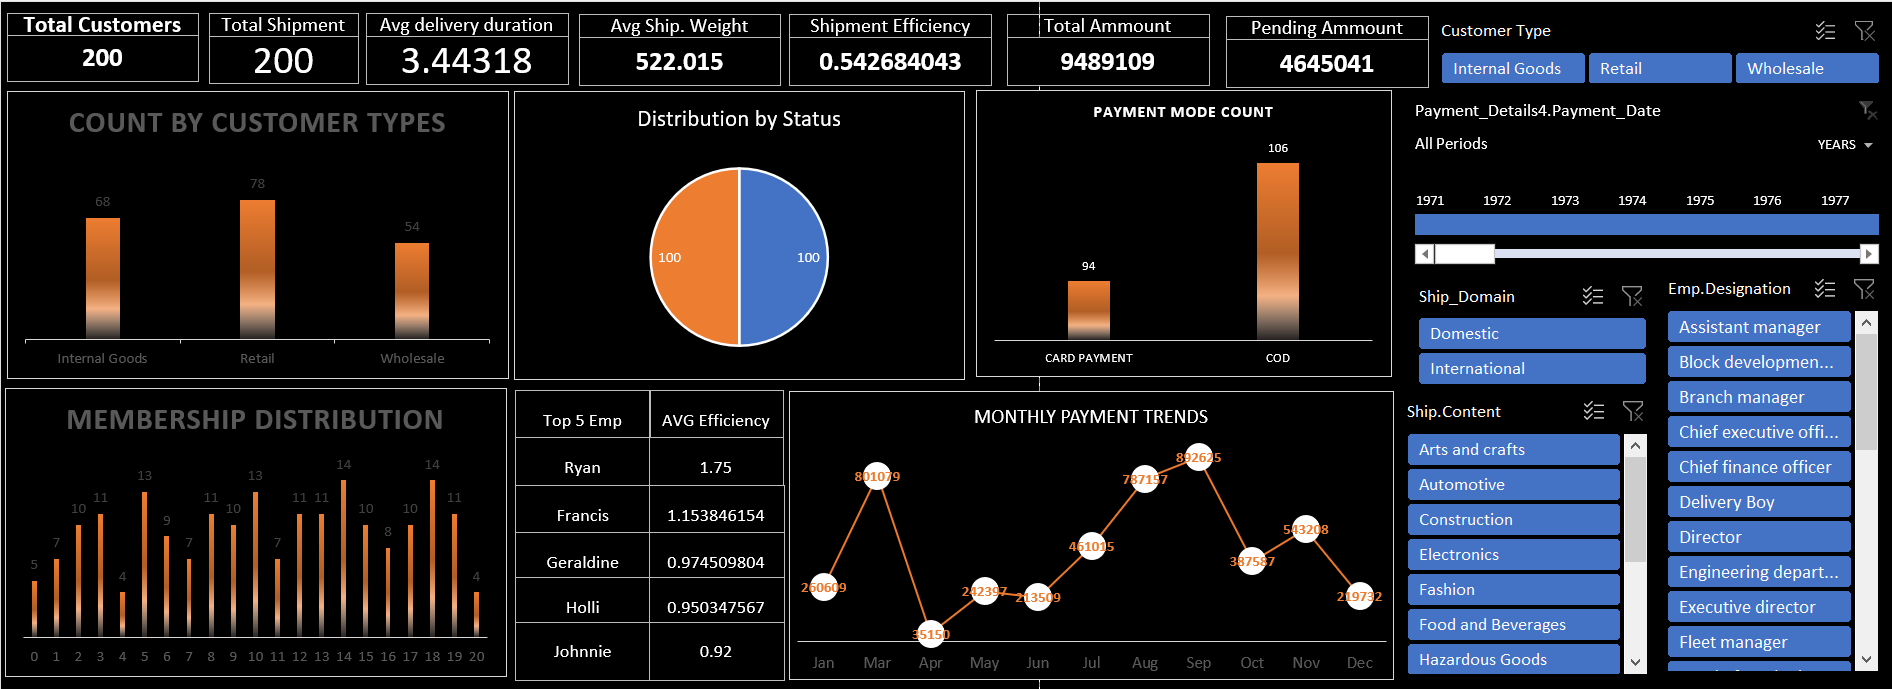 Total Customers
200
Total Shipment
200
Avg delivery duration
3.44318
Avg Ship. Weight
522.015
Shipment Efficiency
0.542684043
Total Ammount
9489109
Pending Ammount
4645041
Customer Type
Internal Goods Retail Wholesale
COUNT BY CUSTOMER TYPES
68 78 54
Internal Goods Retail Wholesale
Distribution by Status
100 100
PAYMENT MODE COUNT
94 106
CARD PAYMENT COD
Payment_Details4.Payment_Date
All Periods YEARS
1971 1972 1973 1974 1975 1976 1977
Ship_Domain
Domestic
International
Ship.Content
Arts and crafts
Automotive
Construction
Electronics
Fashion
Food and Beverages
Hazardous Goods
Emp.Designation
Assistant manager
Block developmen...
Branch manager
Chief executive offi...
Chief finance officer
Delivery Boy
Director
Engineering depart...
Executive director
Fleet manager
MEMBERSHIP DISTRIBUTION
5 7 10 11 4 13 9 7 11 10 13 7 11 11 14 10 8 10 14 11 4
0 1 2 3 4 5 6 7 8 9 10 11 12 13 14 15 16 17 18 19 20
Top 5 Emp AVG Efficiency
Ryan 1.75
Francis 1.153846154
Geraldine 0.974509804
Holli 0.950347567
Johnnie 0.92
MONTHLY PAYMENT TRENDS
260609 801079 35150 242397 213509 461015 787157 892625 387587 543208 219732
Jan Mar Apr May Jun Jul Aug Sep Oct Nov Dec